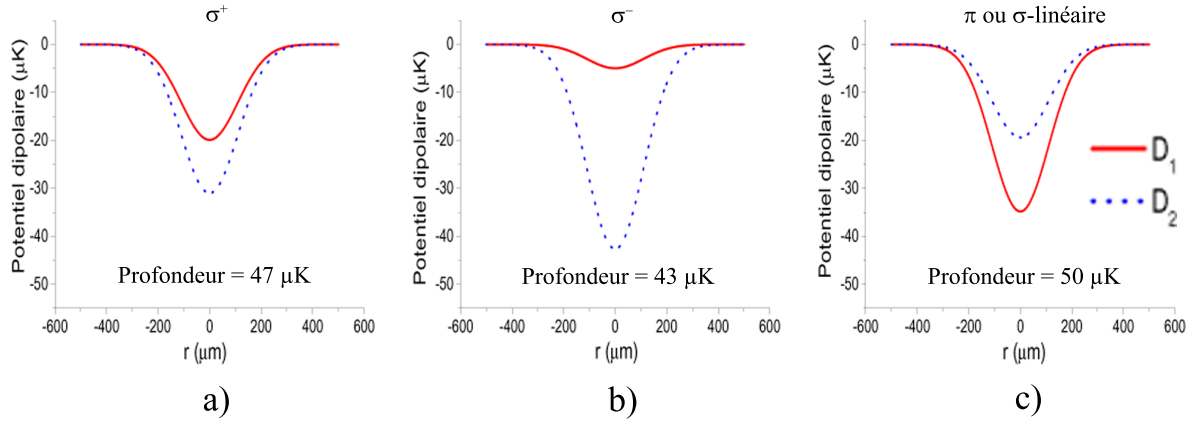 σ⁺
Potentiel dipolaire (μK)
0
-10
-20
-30
-40
-50
Profondeur = 47 μK
-600 -400 -200 0 200 400 600
r (μm)
a)
σ⁻
Potentiel dipolaire (μK)
0
-10
-20
-30
-40
-50
Profondeur = 43 μK
-600 -400 -200 0 200 400 600
r (μm)
b)
π ou σ-linéaire
Potentiel dipolaire (μK)
0
-10
-20
-30
-40
-50
D₁
D₂
Profondeur = 50 μK
-600 -400 -200 0 200 400 600
r (μm)
c)